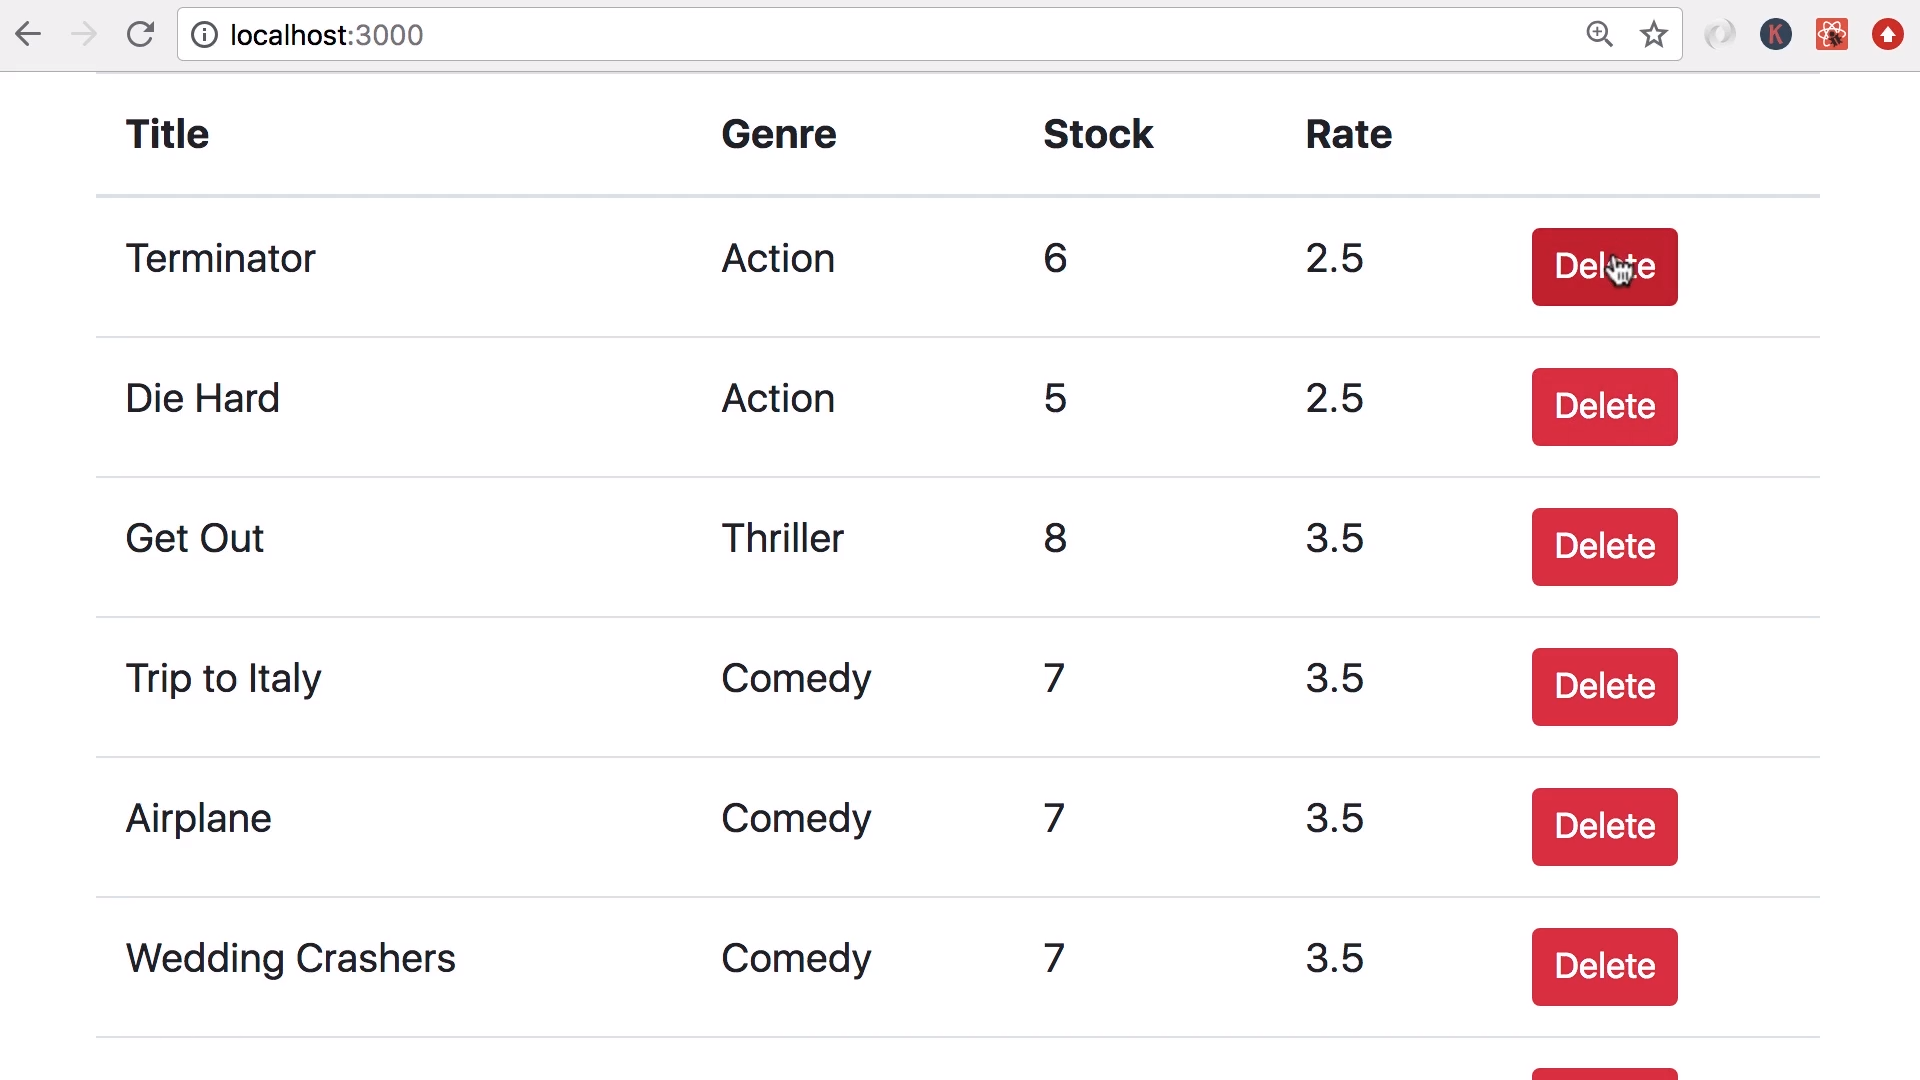 localhost:3000
K
Title Genre Stock Rate
Terminator Action 6 2.5 Delete
Die Hard Action 5 2.5 Delete
Get Out Thriller 8 3.5 Delete
Trip to Italy Comedy 7 3.5 Delete
Airplane Comedy 7 3.5 Delete
Wedding Crashers Comedy 7 3.5 Delete